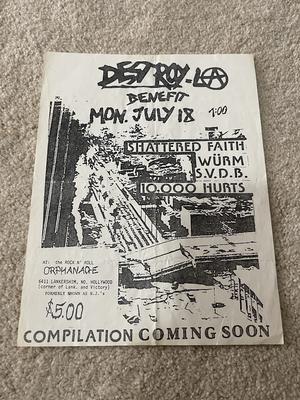 DESTROY-LA
BENEFIT
MON. JULY 18 7:00
SHATTERED FAITH
WÜRM
S.V.D.B.
10,000 HURTS
AT: the ROCK N' ROLL
ORPHANAGE
6411 LANKERSHIM, NO. HOLLYWOOD
(corner of Lank. and Victory)
FORMERLY KNOWN AS K.J.'s
$5.00
COMPILATION COMING SOON